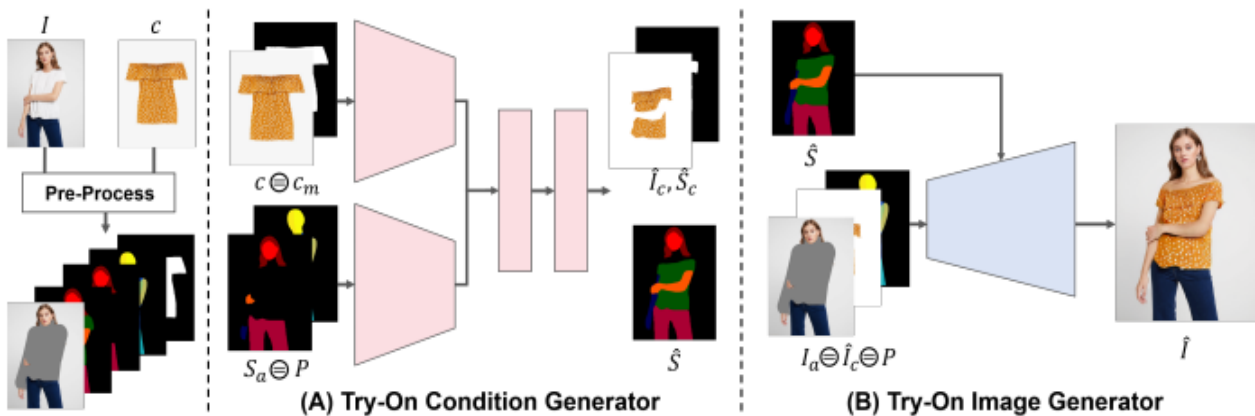 I
c
Pre-Process
c ⊜ c_m
S_a ⊜ P
Î_c, Ŝ_c
Ŝ
(A) Try-On Condition Generator
Ŝ
I_a ⊜ Î_c ⊜ P
Î
(B) Try-On Image Generator